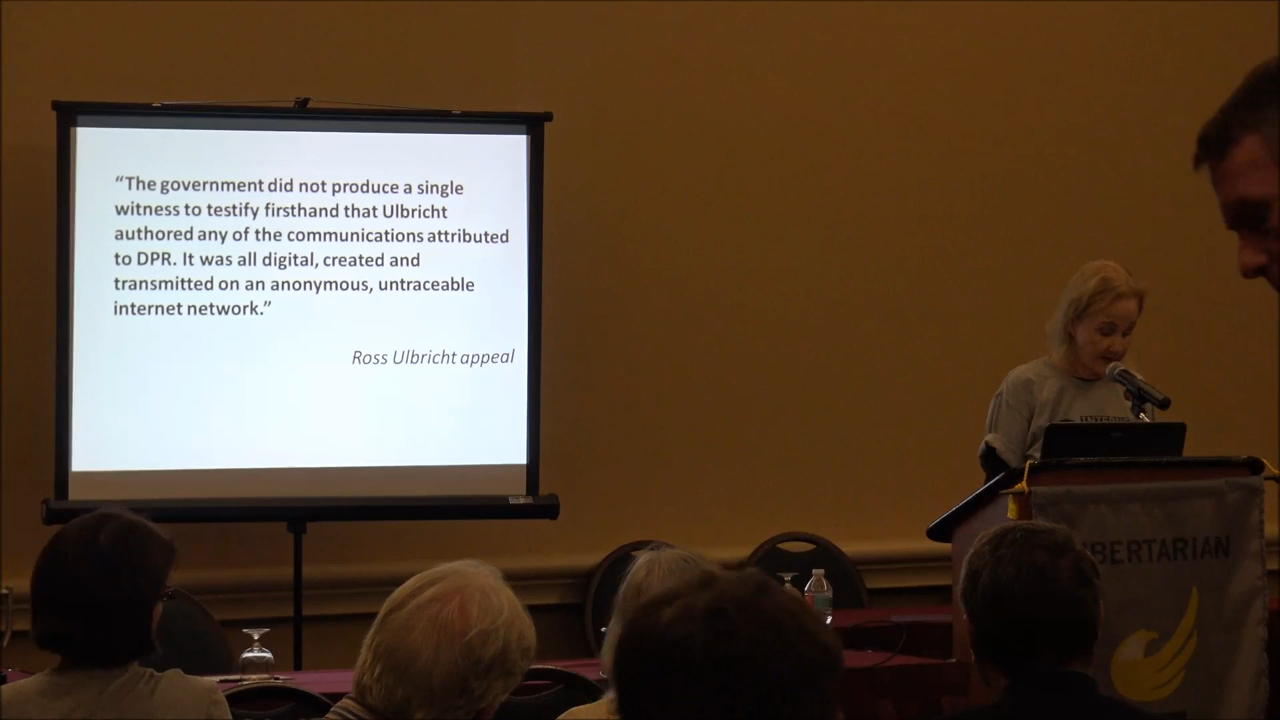 “The government did not produce a single
witness to testify firsthand that Ulbricht
authored any of the communications attributed
to DPR. It was all digital, created and
transmitted on an anonymous, untraceable
internet network.”
Ross Ulbricht appeal
BERTARIAN